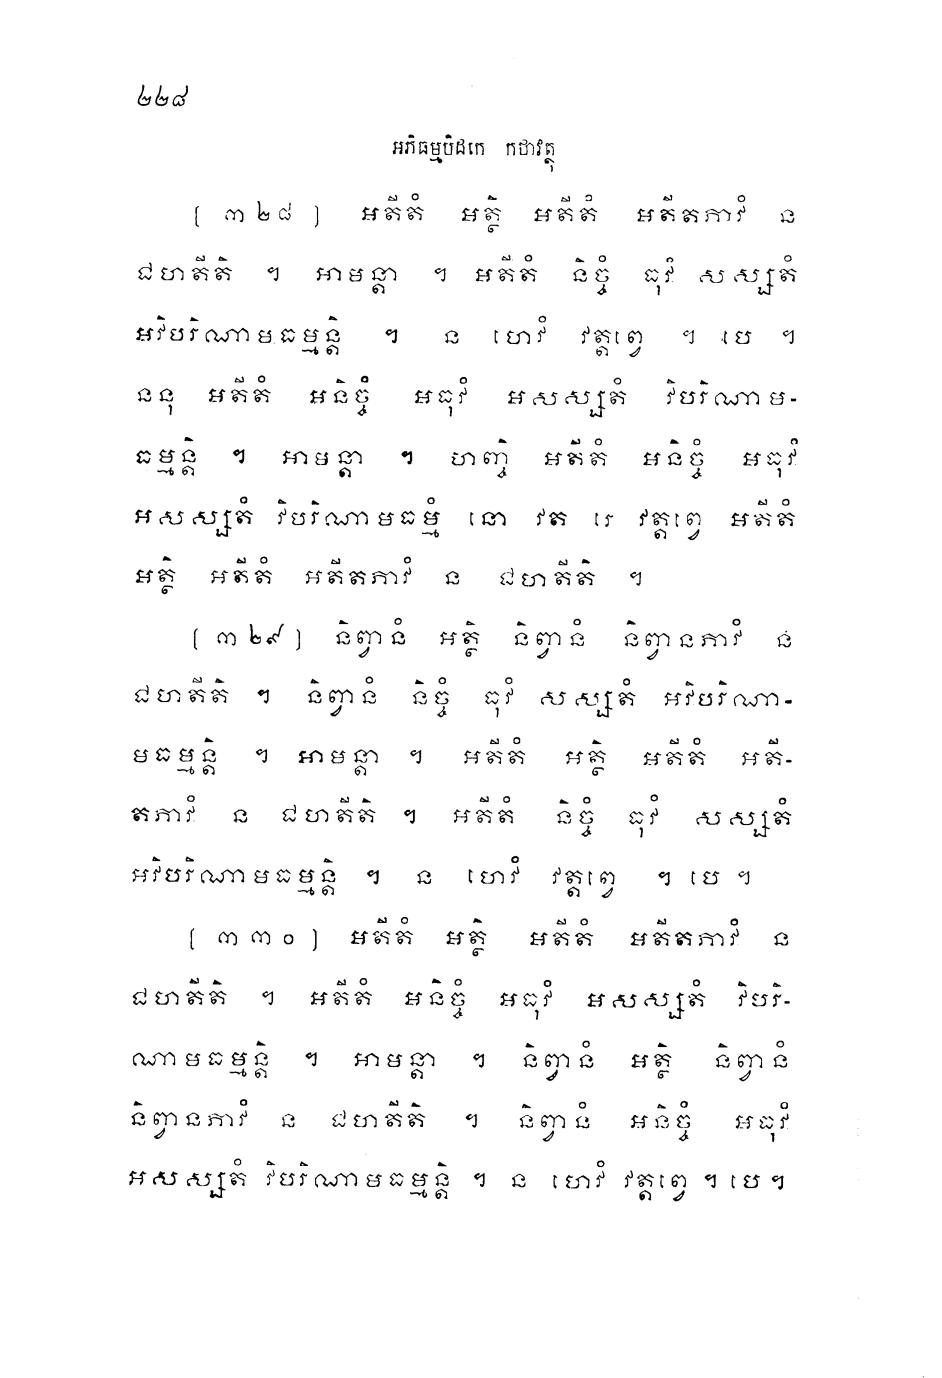 ២២៨
អភិធម្មបិដកេ កថាវត្ថុ
[ ៣២៨ ] អតីតំ អត្ថិ អតីតំ អតីតភាវំ ន
ជហតីតិ ។ អាមន្តា ។ អតីតំ និច្ចំ ធុវំ សស្សតំ
អវិបរិណាមធម្មន្តិ ។ ន ហេវំ វត្តព្វេ ។ បេ ។
ននុ អតីតំ អនិច្ចំ អធុវំ អសស្សតំ វិបរិណាម-
ធម្មន្តិ ។ អាមន្តា ។ ហញ្ចិ អតីតំ អនិច្ចំ អធុវំ
អសស្សតំ វិបរិណាមធម្មំ នោ វត រេ វត្តព្វេ អតីតំ
អត្ថិ អតីតំ អតីតភាវំ ន ជហតីតិ ។
[ ៣២៩ ] និព្វានំ អត្ថិ និព្វានំ និព្វានភាវំ ន
ជហតីតិ ។ និព្វានំ និច្ចំ ធុវំ សស្សតំ អវិបរិណា-
មធម្មន្តិ ។ អាមន្តា ។ អតីតំ អត្ថិ អតីតំ អតី-
តភាវំ ន ជហតីតិ ។ អតីតំ និច្ចំ ធុវំ សស្សតំ
អវិបរិណាមធម្មន្តិ ។ ន ហេវំ វត្តព្វេ ។ បេ ។
[ ៣៣០ ] អតីតំ អត្ថិ អតីតំ អតីតភាវំ ន
ជហតីតិ ។ អតីតំ អនិច្ចំ អធុវំ អសស្សតំ វិបរិ-
ណាមធម្មន្តិ ។ អាមន្តា ។ និព្វានំ អត្ថិ និព្វានំ
និព្វានភាវំ ន ជហតីតិ ។ និព្វានំ អនិច្ចំ អធុវំ
អសស្សតំ វិបរិណាមធម្មន្តិ ។ ន ហេវំ វត្តព្វេ ។ បេ ។